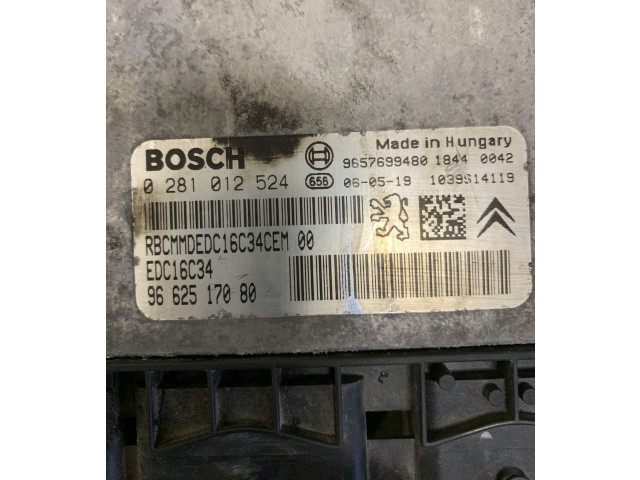 Made in Hungary
BOSCH 9657699480 1844 0042
0 281 012 524 656 06-05-19 1039S14119
RBCMMDEDC16C34CEM 00
EDC16C34
96 625 170 80